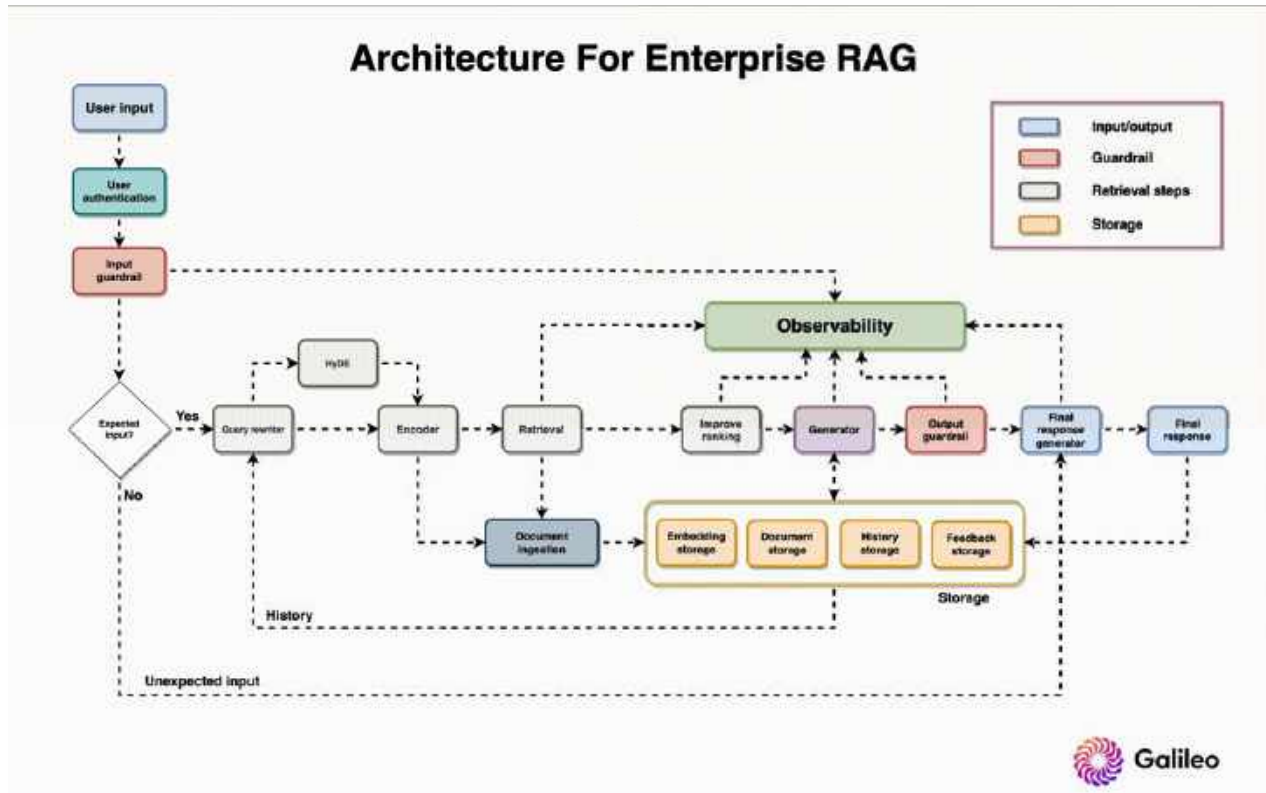 Architecture For Enterprise RAG
User input
Input/output
Guardrail
Retrieval steps
Storage
User
authentication
Input
guardrail
Observability
HyDE
Expected
input?
Yes
Query rewriter
Encoder
Retrieval
Improve
ranking
Generator
Output
guardrail
Final
response
generator
Final
response
No
Document
ingestion
Embedding
storage
Document
storage
History
storage
Feedback
storage
Storage
History
Unexpected input
Galileo